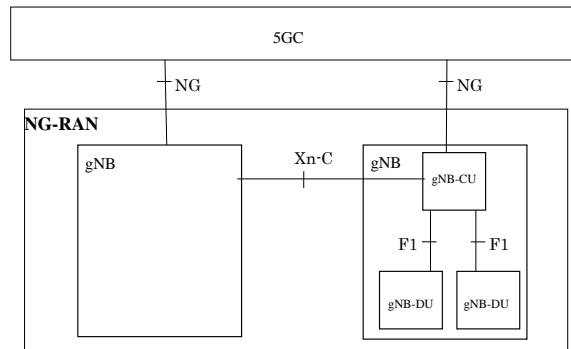 5GC
NG
NG
NG-RAN
gNB
Xn-C
gNB
gNB-CU
F1
F1
gNB-DU
gNB-DU